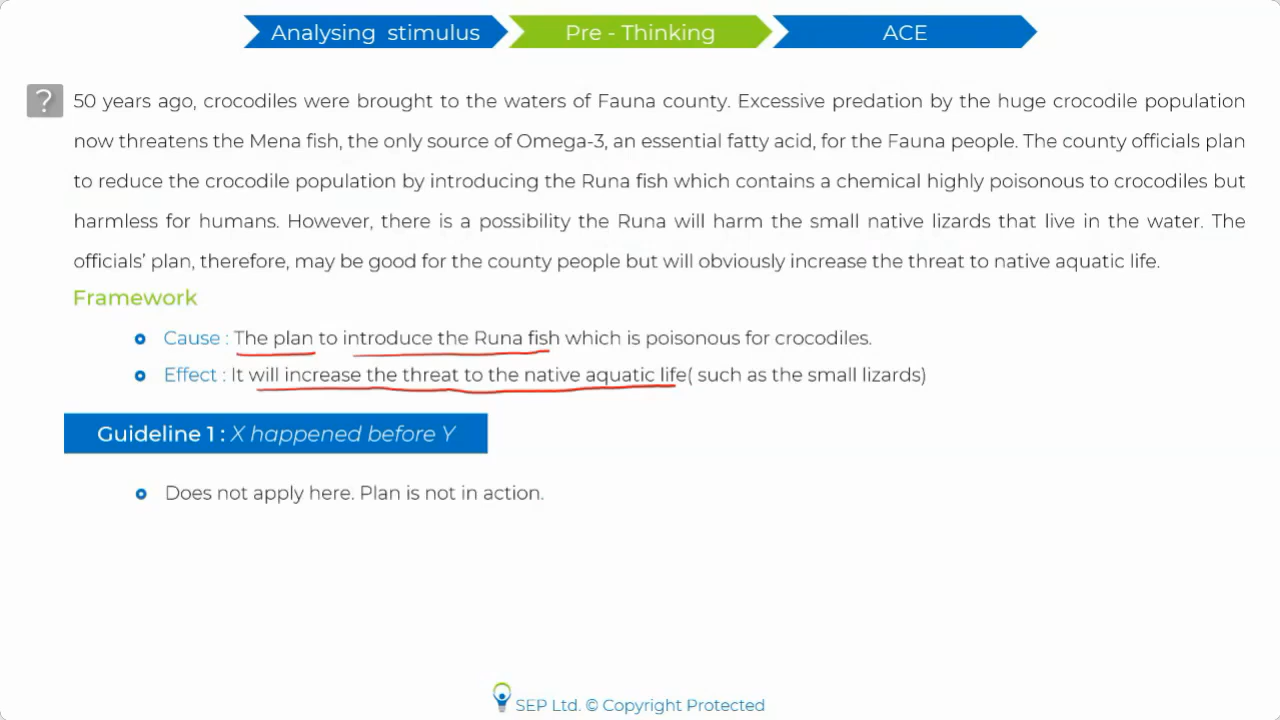 Analysing stimulus
Pre - Thinking
ACE
?
50 years ago, crocodiles were brought to the waters of Fauna county. Excessive predation by the huge crocodile population
now threatens the Mena fish, the only source of Omega-3, an essential fatty acid, for the Fauna people. The county officials plan
to reduce the crocodile population by introducing the Runa fish which contains a chemical highly poisonous to crocodiles but
harmless for humans. However, there is a possibility the Runa will harm the small native lizards that live in the water. The
officials' plan, therefore, may be good for the county people but will obviously increase the threat to native aquatic life.
Framework
Cause : The plan to introduce the Runa fish which is poisonous for crocodiles.
Effect : It will increase the threat to the native aquatic life( such as the small lizards)
Guideline 1 : X happened before Y
Does not apply here. Plan is not in action.
SEP Ltd. © Copyright Protected